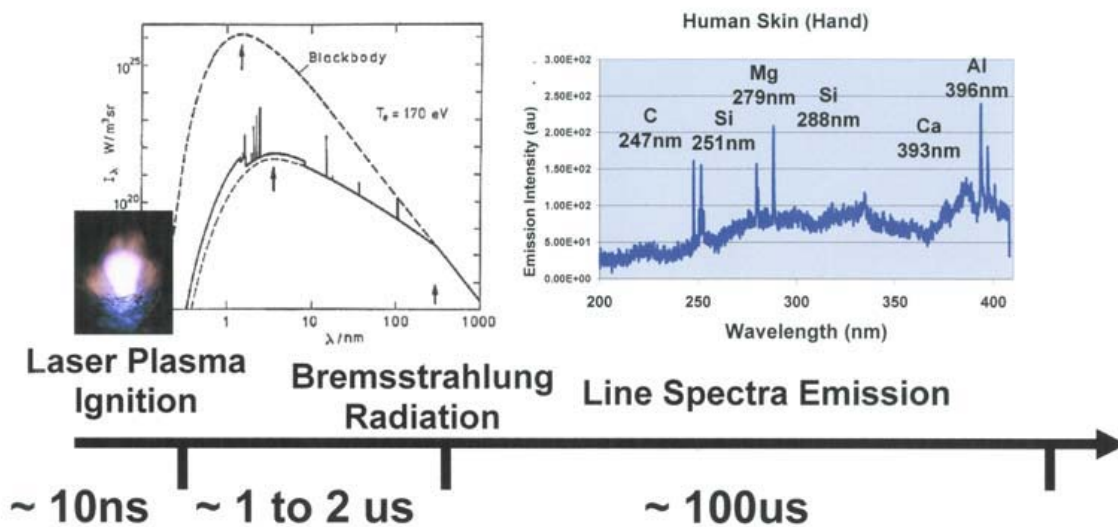 Human Skin (Hand)
10²⁵
10²⁰
I_λ W/m³sr
Blackbody
T_e = 170 eV
1
10
100
1000
λ/nm
3.00E+02
2.50E+02
2.00E+02
1.50E+02
1.00E+02
5.00E+01
0.00E+00
Emission Intensity (au)
C
247nm
Si
251nm
Mg
279nm
Si
288nm
Ca
393nm
Al
396nm
200
250
300
350
400
Wavelength (nm)
Laser Plasma
Ignition
Bremsstrahlung
Radiation
Line Spectra Emission
~ 10ns
~ 1 to 2 us
~ 100us